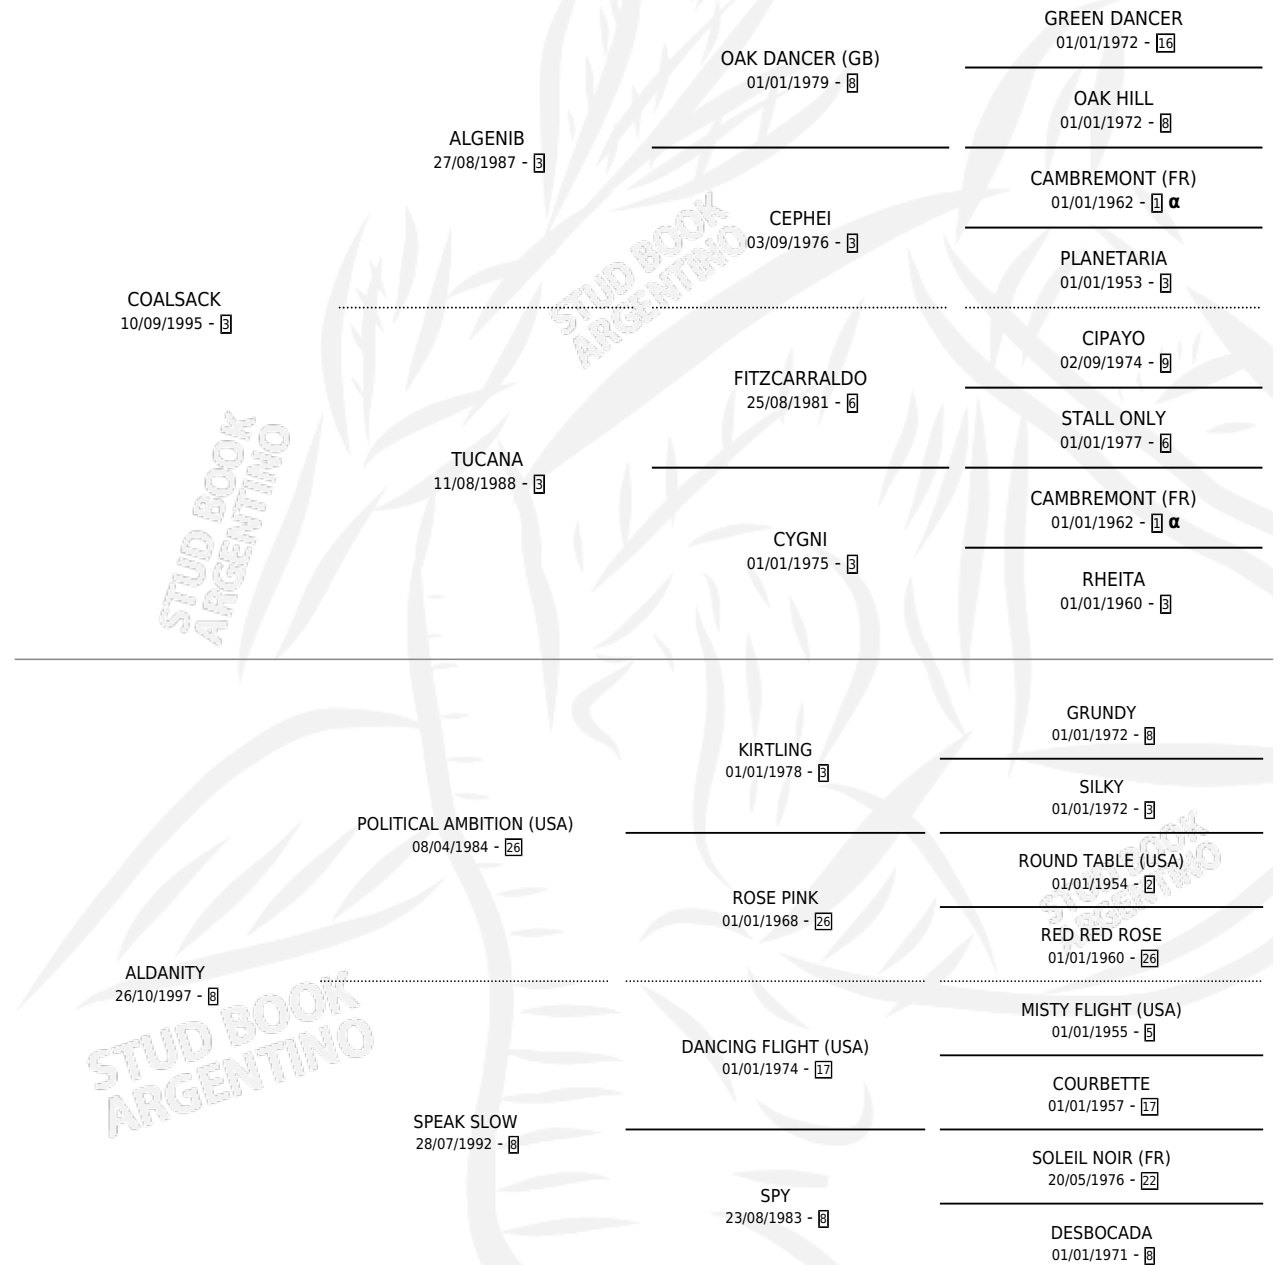 GREEN DANCER
01/01/1972 - 16
OAK DANCER (GB)
01/01/1979 - 8
OAK HILL
01/01/1972 - 8
ALGENIB
27/08/1987 - 3
CAMBREMONT (FR)
01/01/1962 - 1 α
CEPHEI
03/09/1976 - 3
PLANETARIA
01/01/1953 - 3
COALSACK
10/09/1995 - 3
CIPAYO
02/09/1974 - 9
FITZCARRALDO
25/08/1981 - 6
STALL ONLY
01/01/1977 - 6
TUCANA
11/08/1988 - 3
CAMBREMONT (FR)
01/01/1962 - 1 α
CYGNI
01/01/1975 - 3
RHEITA
01/01/1960 - 3
STUD BOOK
ARGENTINO
STUD BOOK
ARGENTINO
GRUNDY
01/01/1972 - 8
KIRTLING
01/01/1978 - 3
SILKY
01/01/1972 - 3
POLITICAL AMBITION (USA)
08/04/1984 - 26
ROUND TABLE (USA)
01/01/1954 - 2
ROSE PINK
01/01/1968 - 26
RED RED ROSE
01/01/1960 - 26
STUD BOOK
ARGENTINO
ALDANITY
26/10/1997 - 8
MISTY FLIGHT (USA)
01/01/1955 - 5
DANCING FLIGHT (USA)
01/01/1974 - 17
COURBETTE
01/01/1957 - 17
SPEAK SLOW
28/07/1992 - 8
SOLEIL NOIR (FR)
20/05/1976 - 22
SPY
23/08/1983 - 8
DESBOCADA
01/01/1971 - 8
STUD BOOK
ARGENTINO